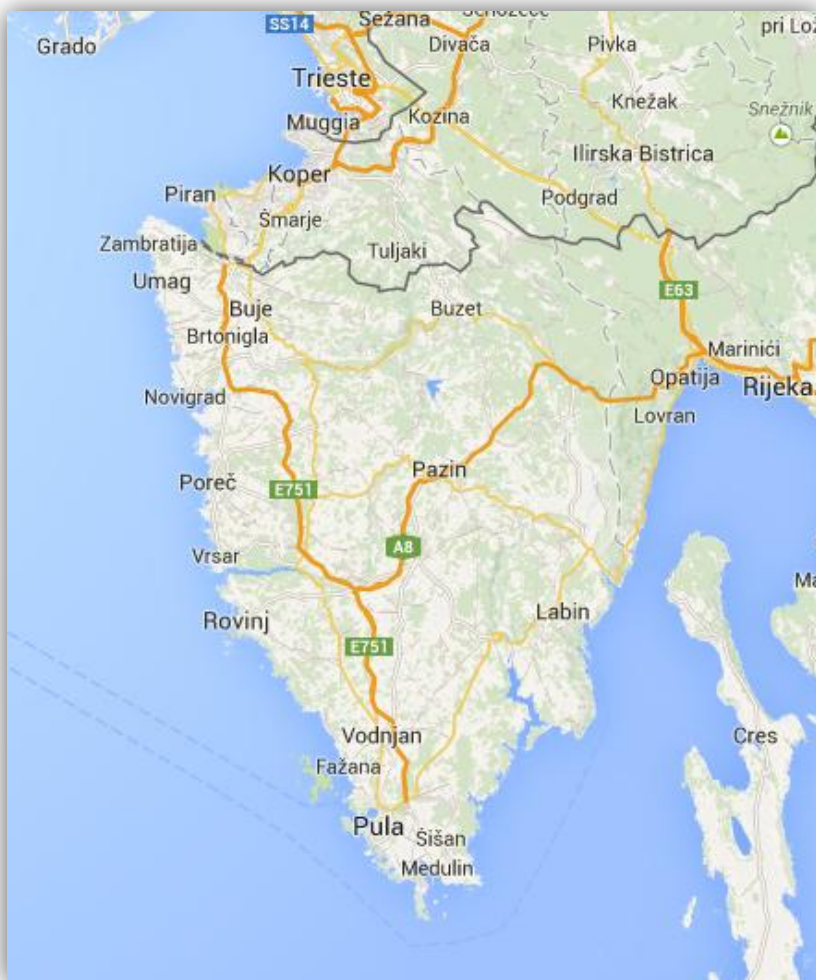 SS14
Sežana
Grado
Divača
Pivka
pri Lož
Trieste
Knežak
Snežnik
Muggia
Kozina
Ilirska Bistrica
Koper
Piran
Podgrad
Šmarje
Zambratija
Tuljaki
Umag
E63
Buje
Buzet
Brtonigla
Marinići
Opatija
Rijeka
Novigrad
Lovran
Pazin
Poreč
E751
A8
Vrsar
Ma
Rovinj
Labin
E751
Vodnjan
Cres
Fažana
Pula
Šišan
Medulin